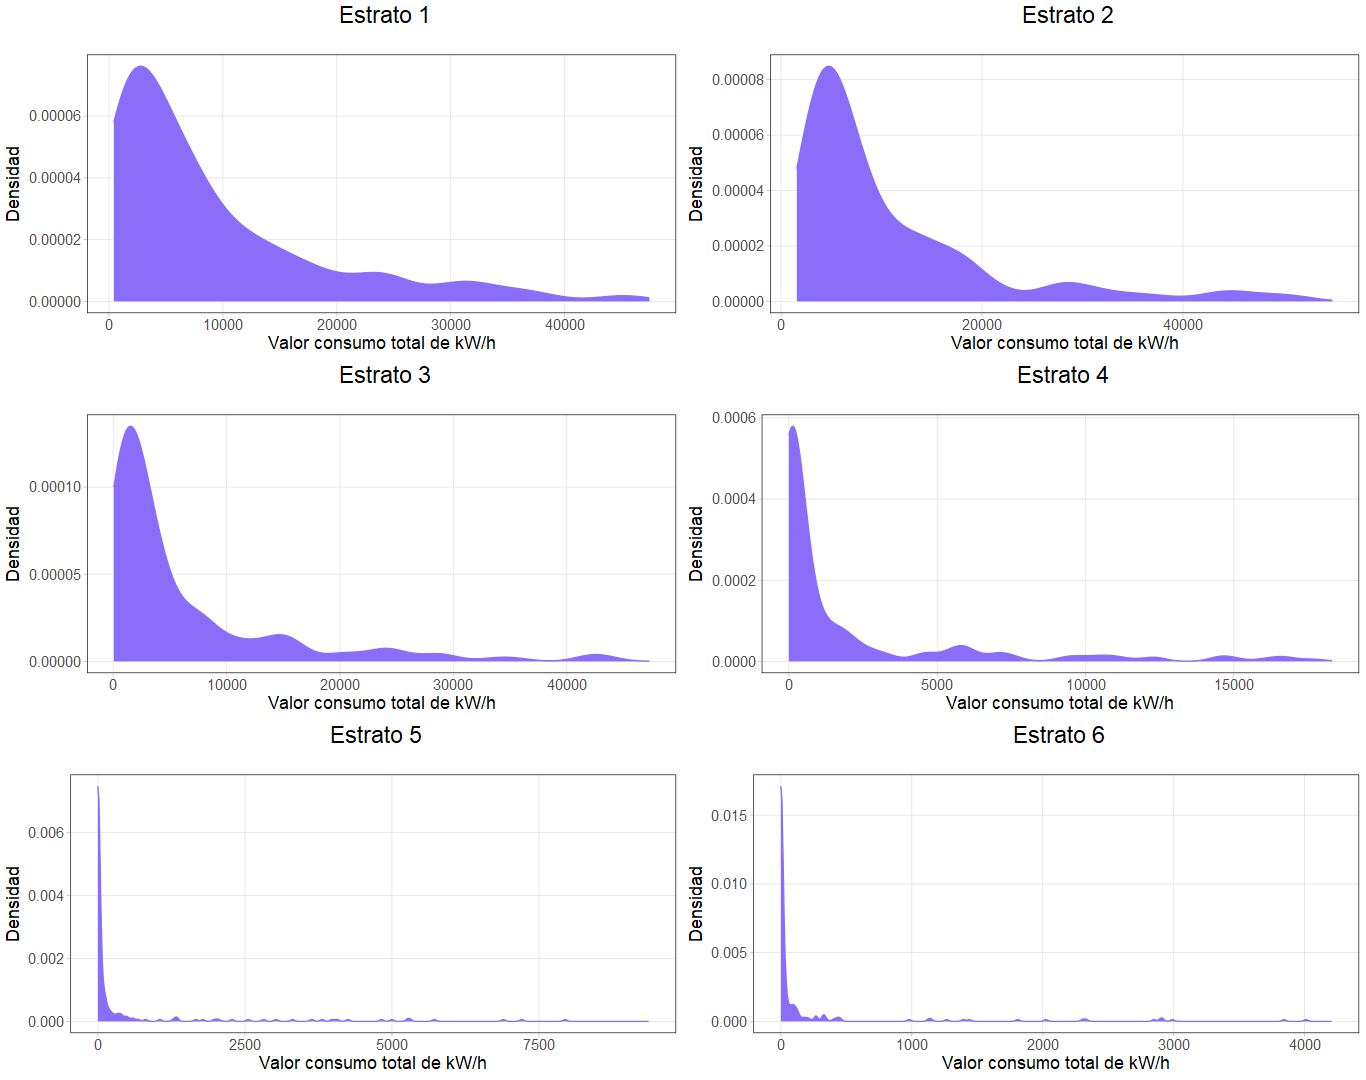 Estrato 1
Densidad
0.00006
0.00004
0.00002
0.00000
0 10000 20000 30000 40000
Valor consumo total de kW/h
Estrato 2
Densidad
0.00008
0.00006
0.00004
0.00002
0.00000
0 20000 40000
Valor consumo total de kW/h
Estrato 3
Densidad
0.00010
0.00005
0.00000
0 10000 20000 30000 40000
Valor consumo total de kW/h
Estrato 4
Densidad
0.0006
0.0004
0.0002
0.0000
0 5000 10000 15000
Valor consumo total de kW/h
Estrato 5
Densidad
0.006
0.004
0.002
0.000
0 2500 5000 7500
Valor consumo total de kW/h
Estrato 6
Densidad
0.015
0.010
0.005
0.000
0 1000 2000 3000 4000
Valor consumo total de kW/h